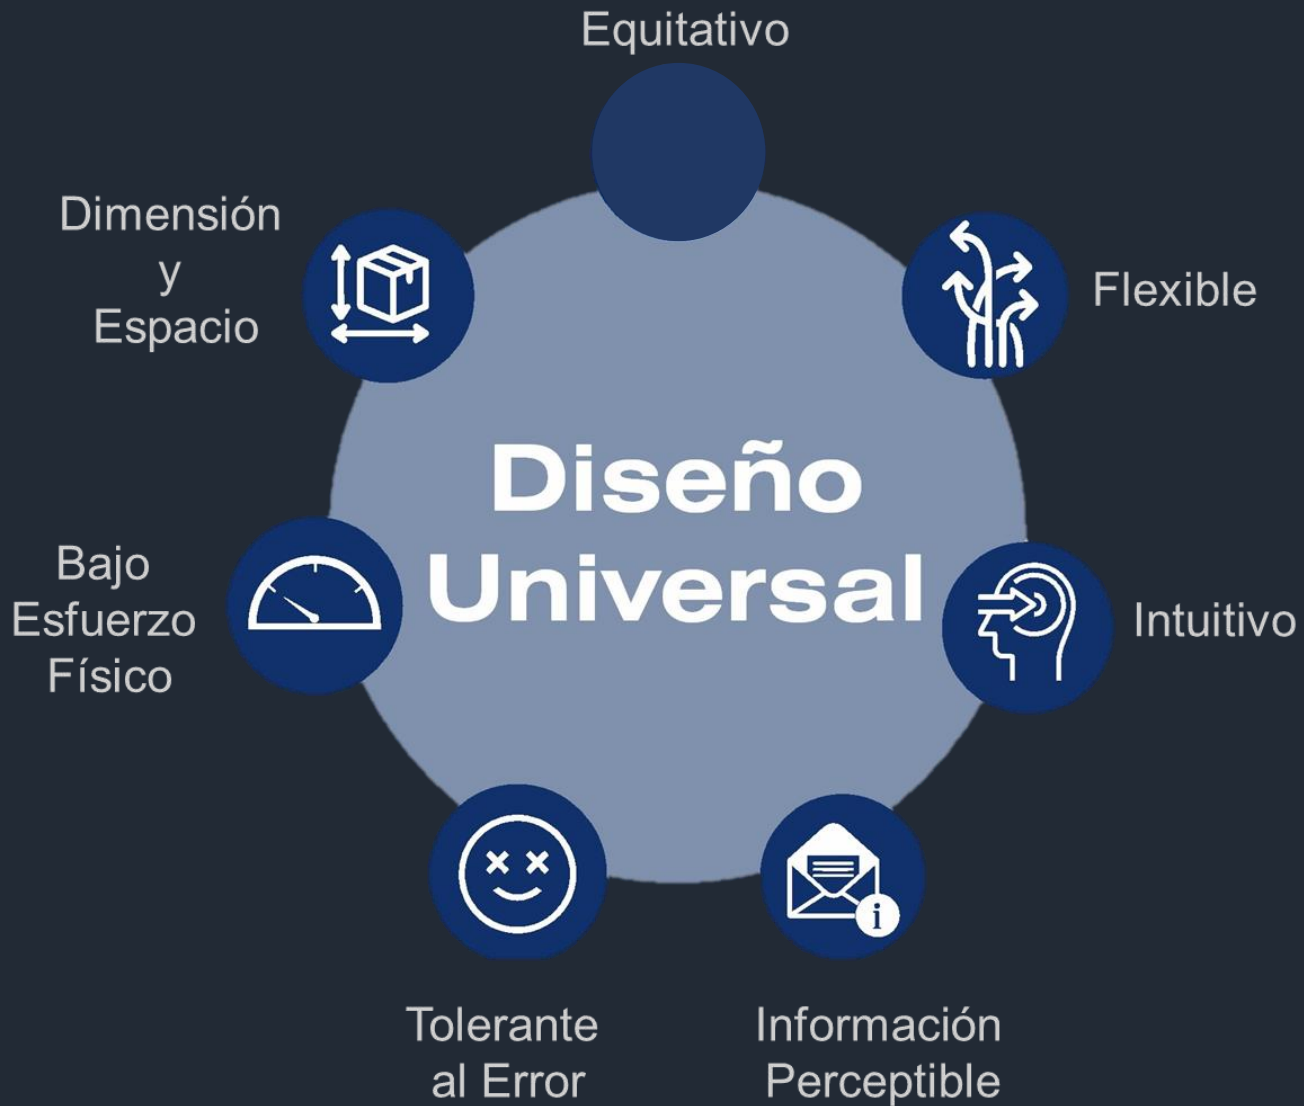 Equitativo
Dimensión
y
Espacio
Flexible
Diseño
Universal
Bajo
Esfuerzo
Físico
Intuitivo
i
Tolerante
al Error
Información
Perceptible